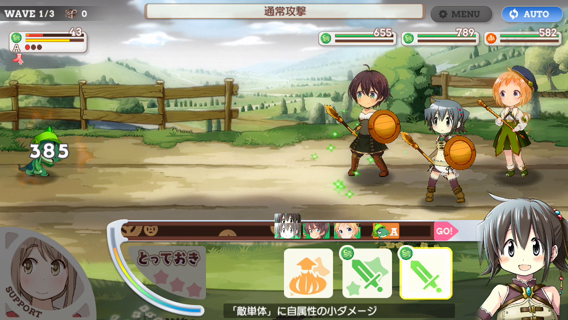 WAVE 1/3 0
通常攻撃
MENU
AUTO
43
A
655
789
582
385
A
GO!
とっておき
SUPPORT
「敵単体」に自属性の小ダメージ